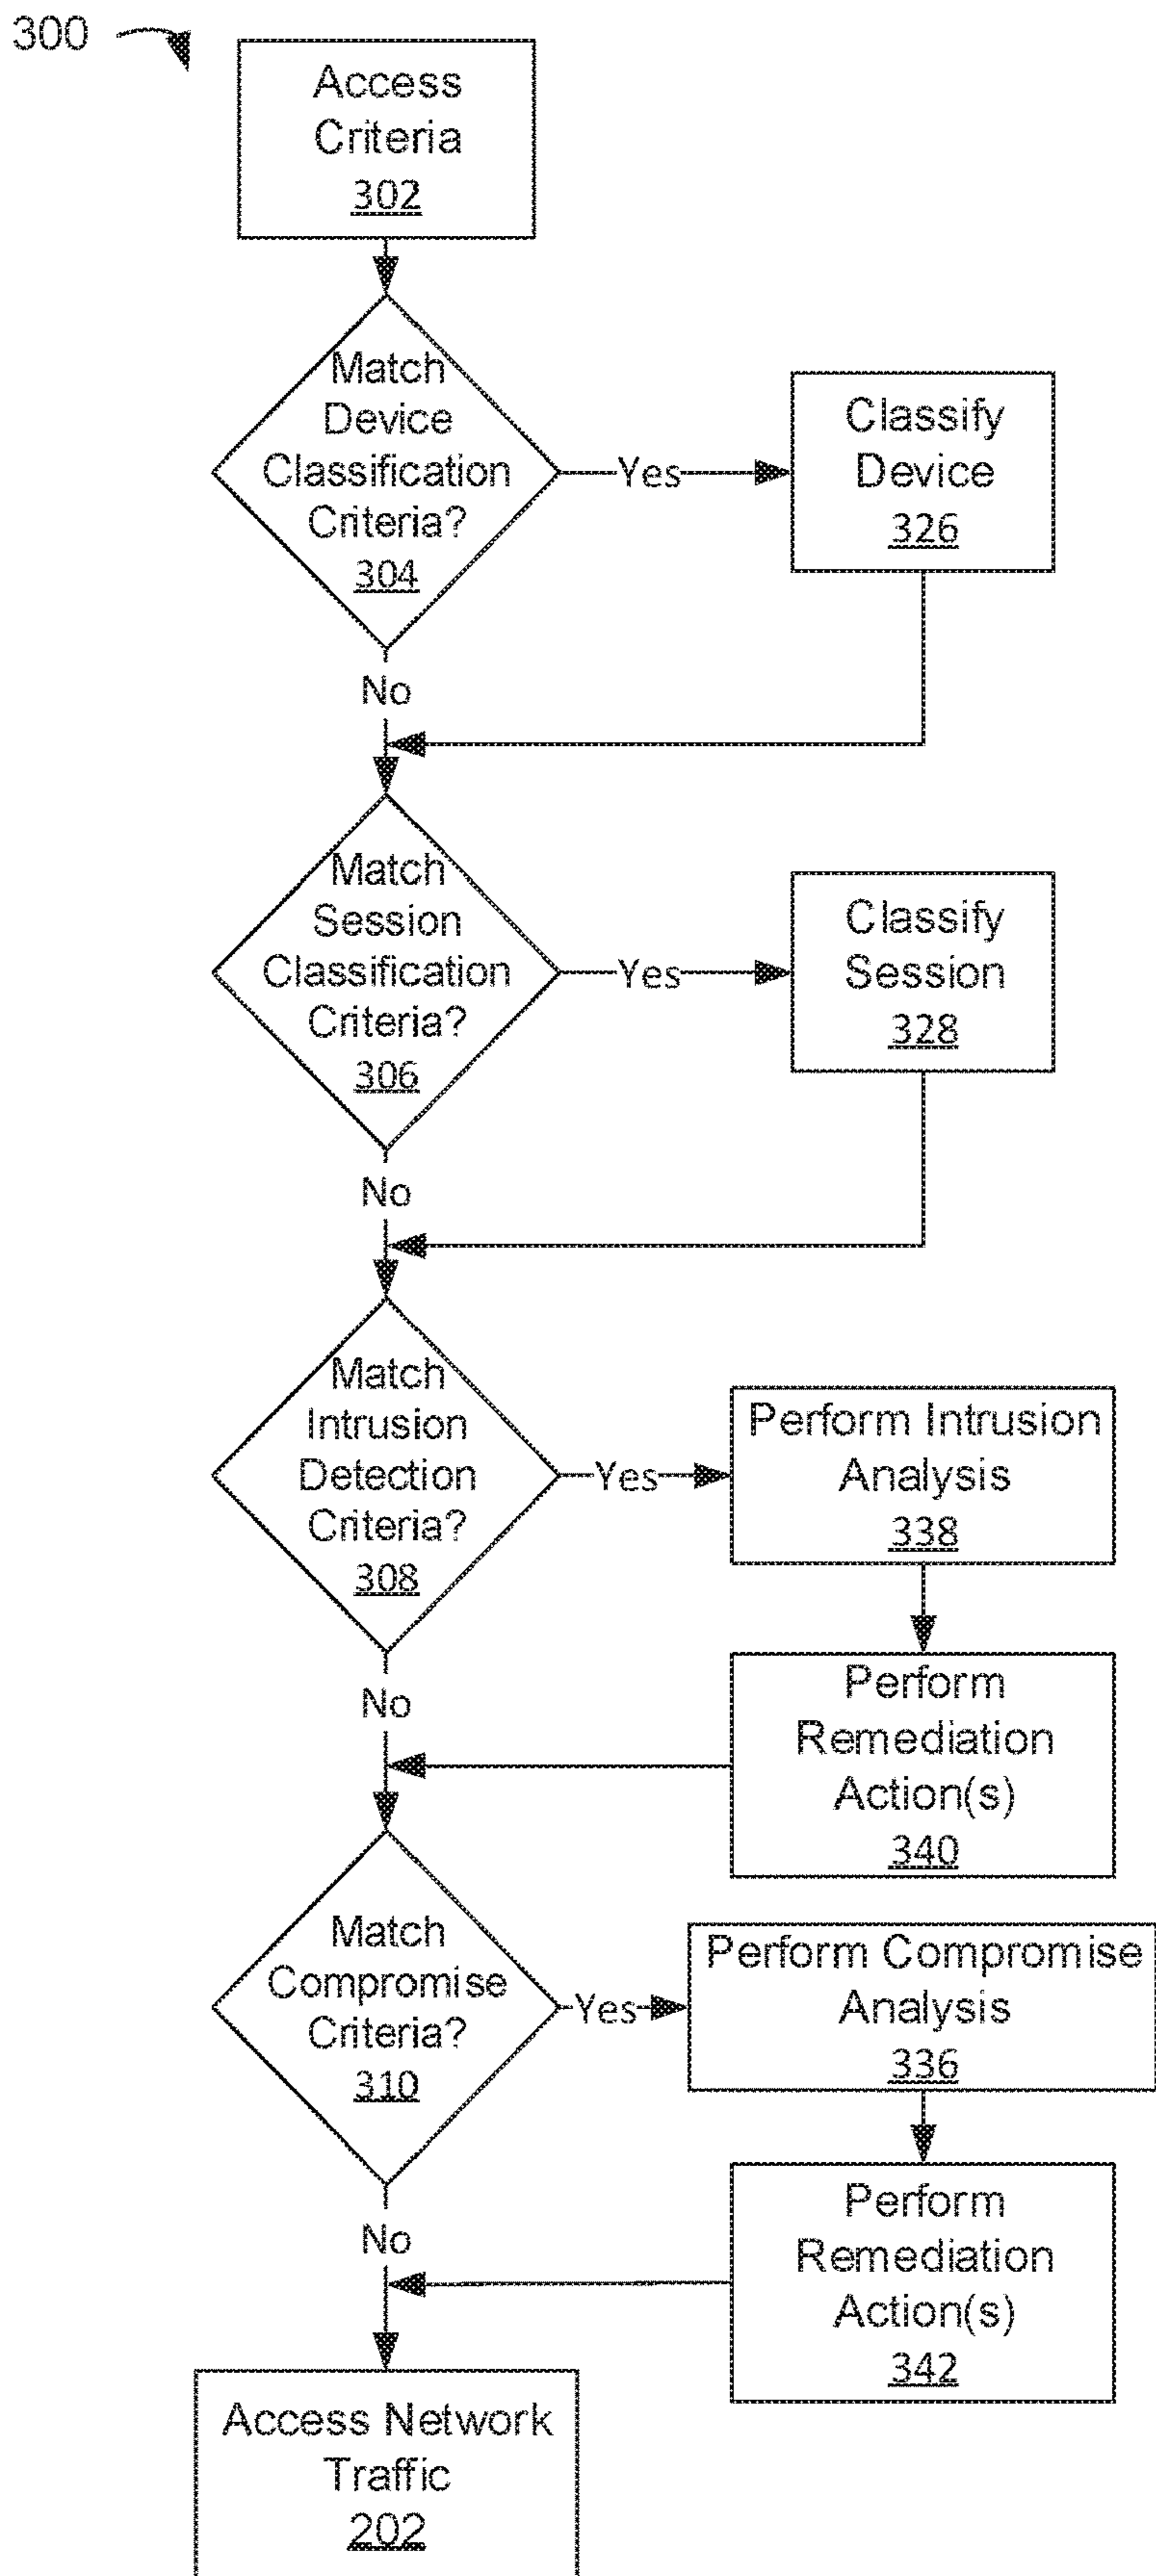 300
Access
Criteria
302
Match
Device
Classification
Criteria?
304
Yes
Classify
Device
326
No
Match
Session
Classification
Criteria?
306
Yes
Classify
Session
328
No
Match
Intrusion
Detection
Criteria?
308
Yes
Perform Intrusion
Analysis
338
No
Perform
Remediation
Action(s)
340
Match
Compromise
Criteria?
310
Yes
Perform Compromise
Analysis
336
No
Perform
Remediation
Action(s)
342
Access Network
Traffic
202